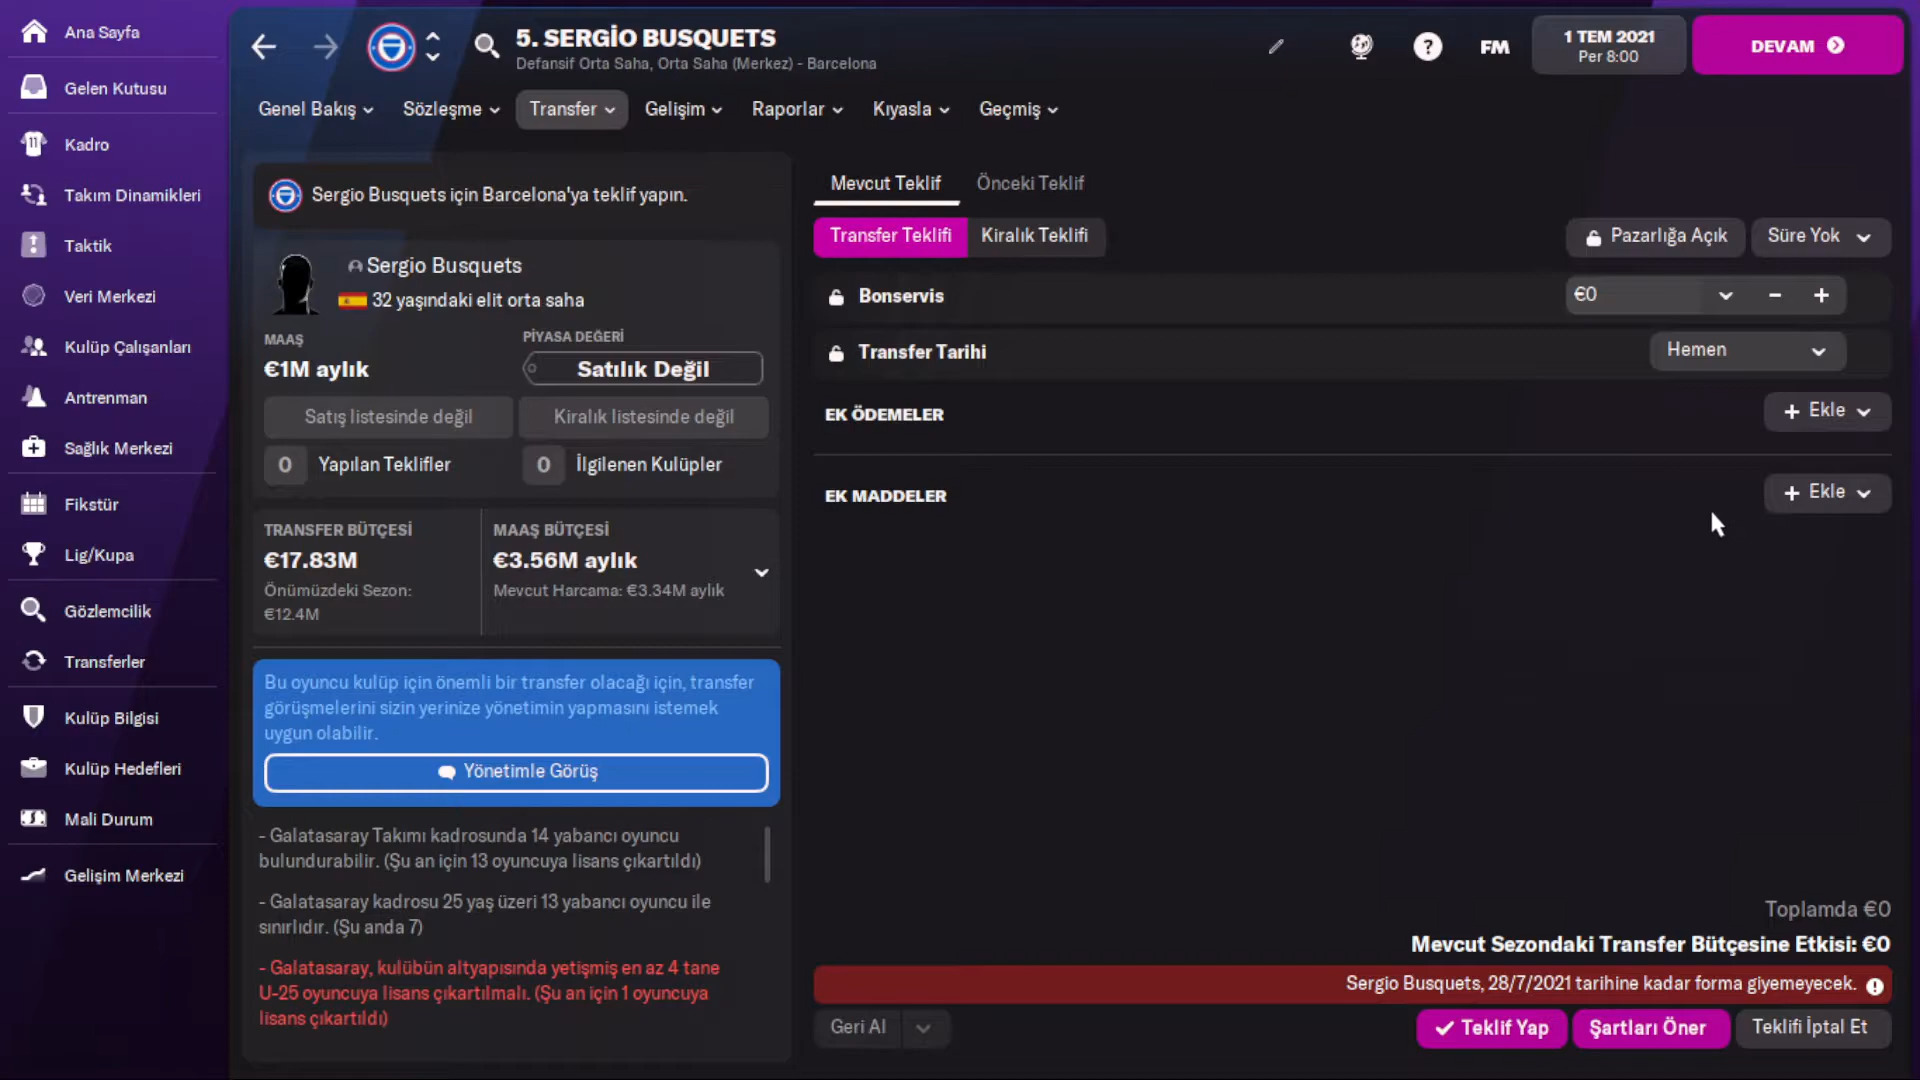 Ana Sayfa
Gelen Kutusu
Kadro
Takım Dinamikleri
Taktik
Veri Merkezi
Kulüp Çalışanları
Antrenman
Sağlık Merkezi
Fikstür
Lig/Kupa
Gözlemcilik
Transferler
Kulüp Bilgisi
Kulüp Hedefleri
Mali Durum
Gelişim Merkezi
5. SERGİO BUSQUETS
Defansif Orta Saha, Orta Saha (Merkez) - Barcelona
FM
1 TEM 2021
Per 8:00
DEVAM
Genel Bakış
Sözleşme
Transfer
Gelişim
Raporlar
Kıyasla
Geçmiş
Sergio Busquets için Barcelona'ya teklif yapın.
Sergio Busquets
32 yaşındaki elit orta saha
MAAŞ
€1M aylık
PİYASA DEĞERİ
Satılık Değil
Satış listesinde değil
Kiralık listesinde değil
0 Yapılan Teklifler
0 İlgilenen Kulüpler
TRANSFER BÜTÇESİ
€17.83M
Önümüzdeki Sezon:
€12.4M
MAAŞ BÜTÇESİ
€3.56M aylık
Mevcut Harcama: €3.34M aylık
Bu oyuncu kulüp için önemli bir transfer olacağı için, transfer
görüşmelerini sizin yerinize yönetimin yapmasını istemek
uygun olabilir.
Yönetimle Görüş
- Galatasaray Takımı kadrosunda 14 yabancı oyuncu
bulundurabilir. (Şu an için 13 oyuncuya lisans çıkartıldı)
- Galatasaray kadrosu 25 yaş üzeri 13 yabancı oyuncu ile
sınırlıdır. (Şu anda 7)
- Galatasaray, kulübün altyapısında yetişmiş en az 4 tane
U-25 oyuncuya lisans çıkartılmalı. (Şu an için 1 oyuncuya
lisans çıkartıldı)
Mevcut Teklif
Önceki Teklif
Transfer Teklifi
Kiralık Teklifi
Pazarlığa Açık
Süre Yok
Bonservis
€0
Transfer Tarihi
Hemen
EK ÖDEMELER
Ekle
EK MADDELER
Ekle
Toplamda €0
Mevcut Sezondaki Transfer Bütçesine Etkisi: €0
Sergio Busquets, 28/7/2021 tarihine kadar forma giyemeyecek.
Geri Al
Teklif Yap
Şartları Öner
Teklifi İptal Et